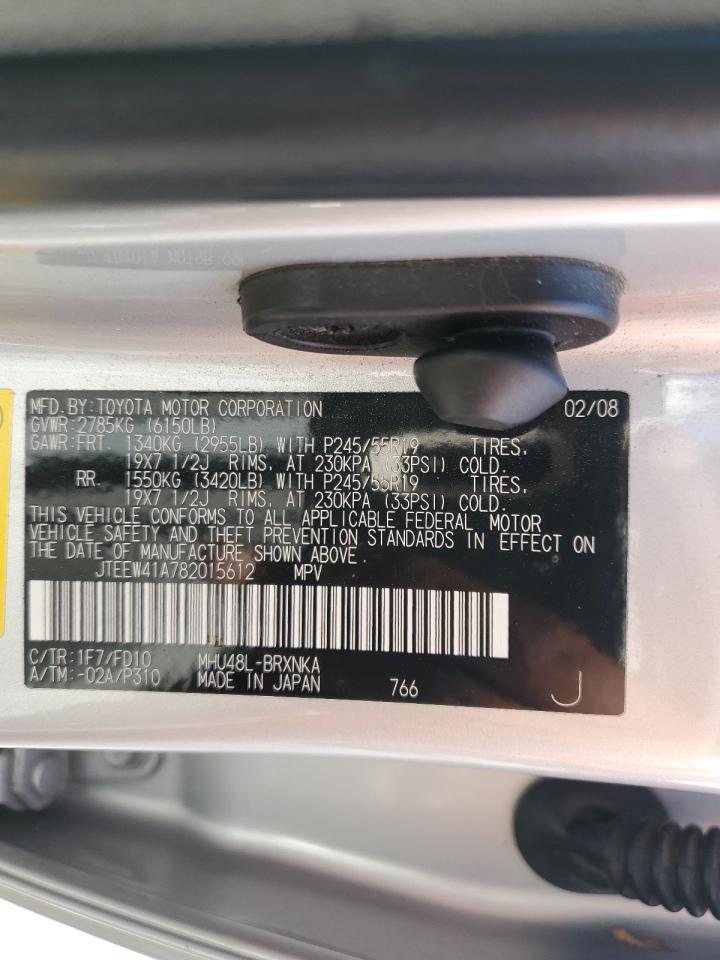 MFD. BY: TOYOTA MOTOR CORPORATION 02/08
GVWR: 2785KG (6150LB)
GAWR: FRT. 1340KG (2955LB) WITH P245/55R19 TIRES,
19X7 1/2J RIMS, AT 230KPA (33PSI) COLD.
RR. 1550KG (3420LB) WITH P245/55R19 TIRES,
19X7 1/2J RIMS, AT 230KPA (33PSI) COLD.
THIS VEHICLE CONFORMS TO ALL APPLICABLE FEDERAL MOTOR
VEHICLE SAFETY AND THEFT PREVENTION STANDARDS IN EFFECT ON
THE DATE OF MANUFACTURE SHOWN ABOVE.
JTEEW41A782015612 MPV
C/TR: 1F7/FD10 MHU48L-BRXNKA
A/TM: -02A/P310 MADE IN JAPAN 766 J